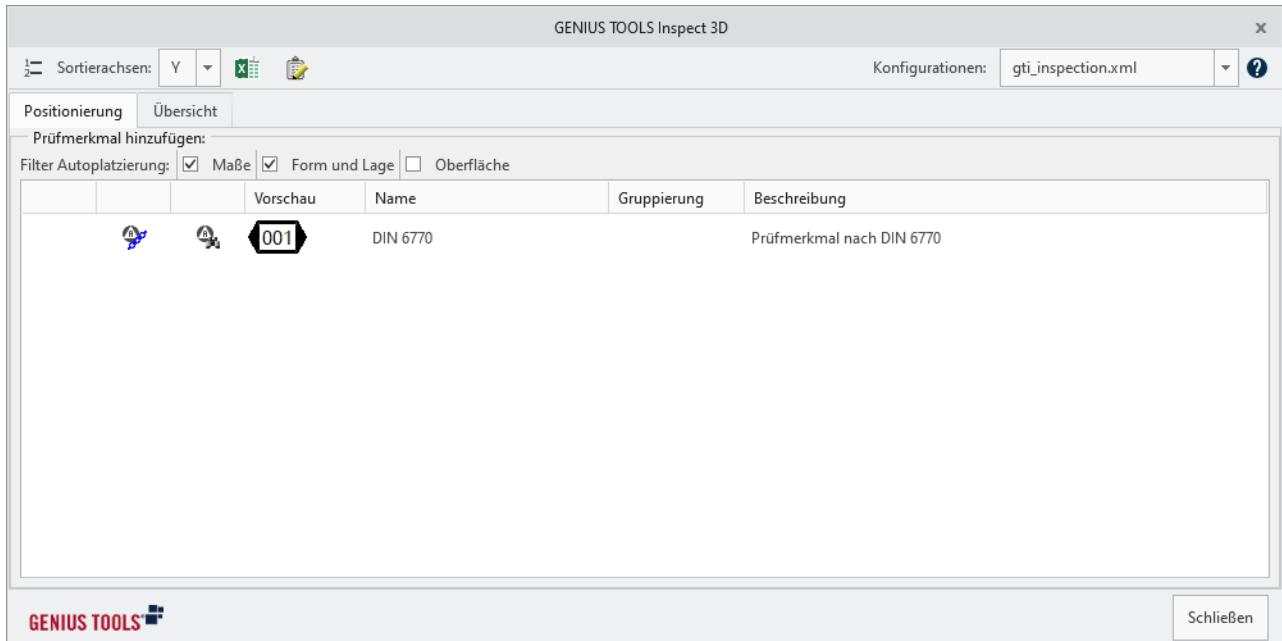 GENIUS TOOLS Inspect 3D x
Sortierachsen: Y Konfigurationen: gti_inspection.xml ?
Positionierung Übersicht
Prüfmerkmal hinzufügen:
Filter Autoplatzierung: Maße Form und Lage Oberfläche
Vorschau Name Gruppierung Beschreibung
001 DIN 6770 Prüfmerkmal nach DIN 6770
GENIUS TOOLS Schließen